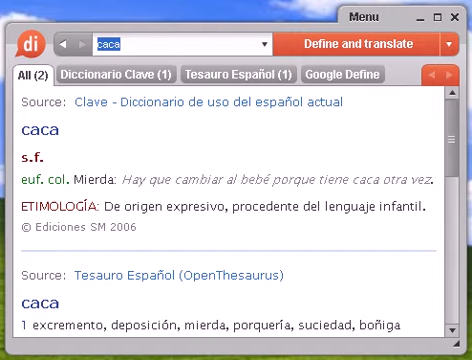 Menu
di
caca
Define and translate
All (2)
Diccionario Clave (1)
Tesauro Español (1)
Google Define
Source: Clave - Diccionario de uso del español actual
caca
s.f.
euf. col. Mierda: Hay que cambiar al bebé porque tiene caca otra vez.
ETIMOLOGÍA: De origen expresivo, procedente del lenguaje infantil.
© Ediciones SM 2006
Source: Tesauro Español (OpenThesaurus)
caca
1 excremento, deposición, mierda, porquería, suciedad, boñiga